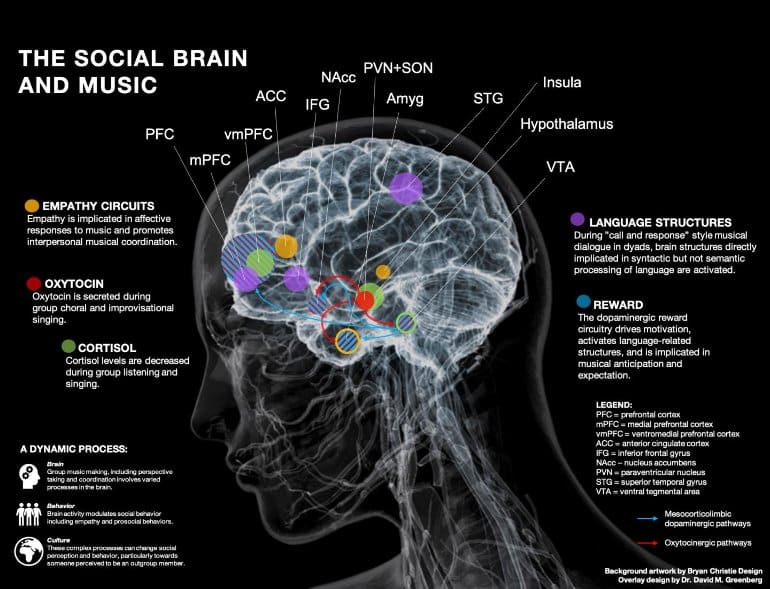 THE SOCIAL BRAIN
AND MUSIC
PFC
mPFC
ACC
vmPFC
IFG
NAcc
PVN+SON
Amyg
STG
Insula
Hypothalamus
VTA
EMPATHY CIRCUITS
Empathy is implicated in affective
responses to music and promotes
interpersonal musical coordination.
OXYTOCIN
Oxytocin is secreted during
group choral and improvisational
singing.
CORTISOL
Cortisol levels are decreased
during group listening and
singing.
A DYNAMIC PROCESS:
Brain
Group music making, including perspective
taking and coordination involves varied
processes in the brain.
Behavior
Brain activity modulates social behavior
including empathy and prosocial behaviors.
Culture
These complex processes can change social
perception and behavior, particularly towards
someone perceived to be an outgroup member.
LANGUAGE STRUCTURES
During "call and response" style musical
dialogue in dyads, brain structures directly
implicated in syntactic but not semantic
processing of language are activated.
REWARD
The dopaminergic reward
circuitry drives motivation,
activates language-related
structures, and is implicated in
musical anticipation and
expectation.
LEGEND:
PFC = prefrontal cortex
mPFC = medial prefrontal cortex
vmPFC = ventromedial prefrontal cortex
ACC = anterior cingulate cortex
IFG = inferior frontal gyrus
NAcc – nucleus accumbens
PVN = paraventricular nucleus
STG = superior temporal gyrus
VTA = ventral tegmental area
Mesocorticolimbic
dopaminergic pathways
Oxytocinergic pathways
Background artwork by Bryan Christie Design
Overlay design by Dr. David M. Greenberg